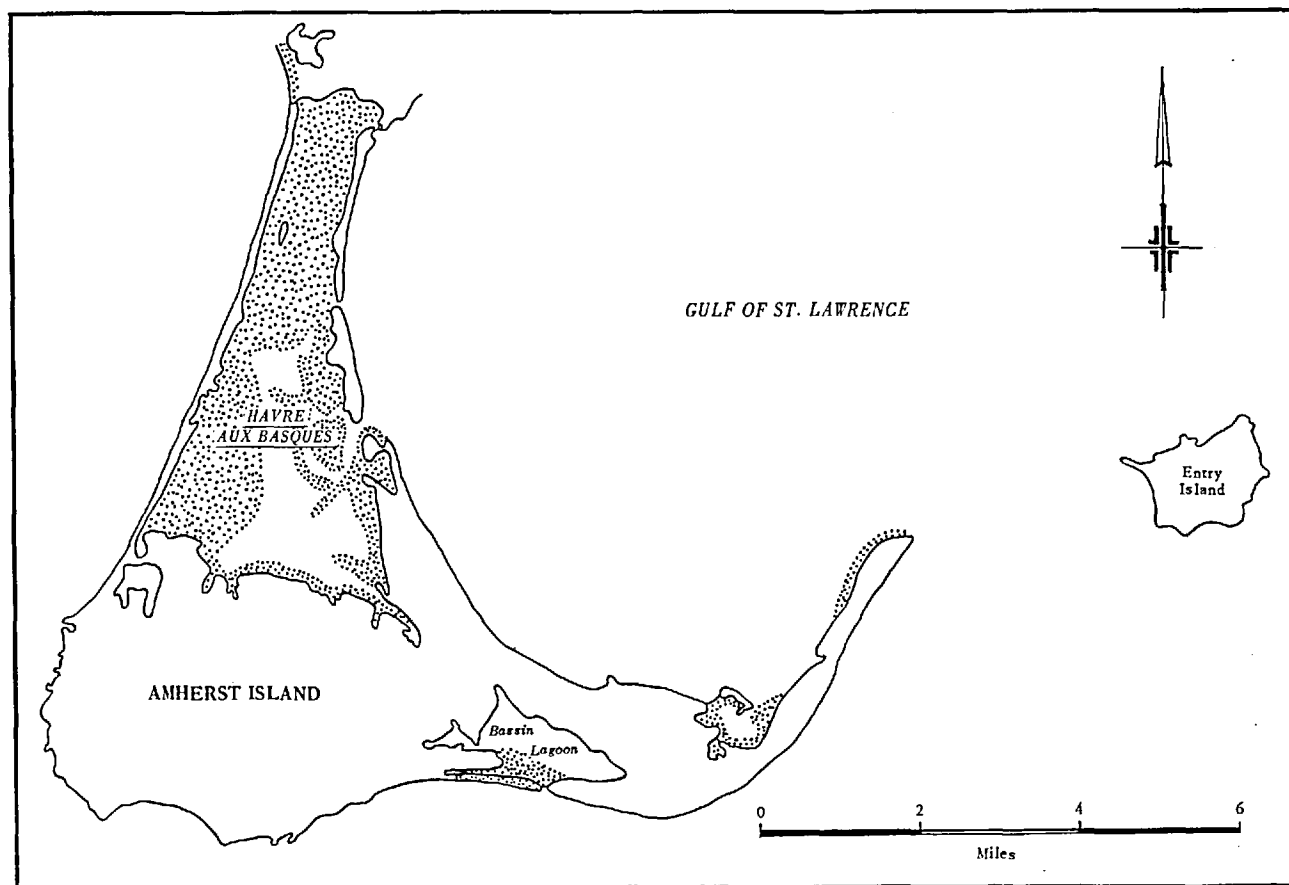 GULF OF ST. LAWRENCE
HAVRE
AUX BASQUES
Entry
Island
AMHERST ISLAND
Bassin
Lagoon
0 2 4 6
Miles